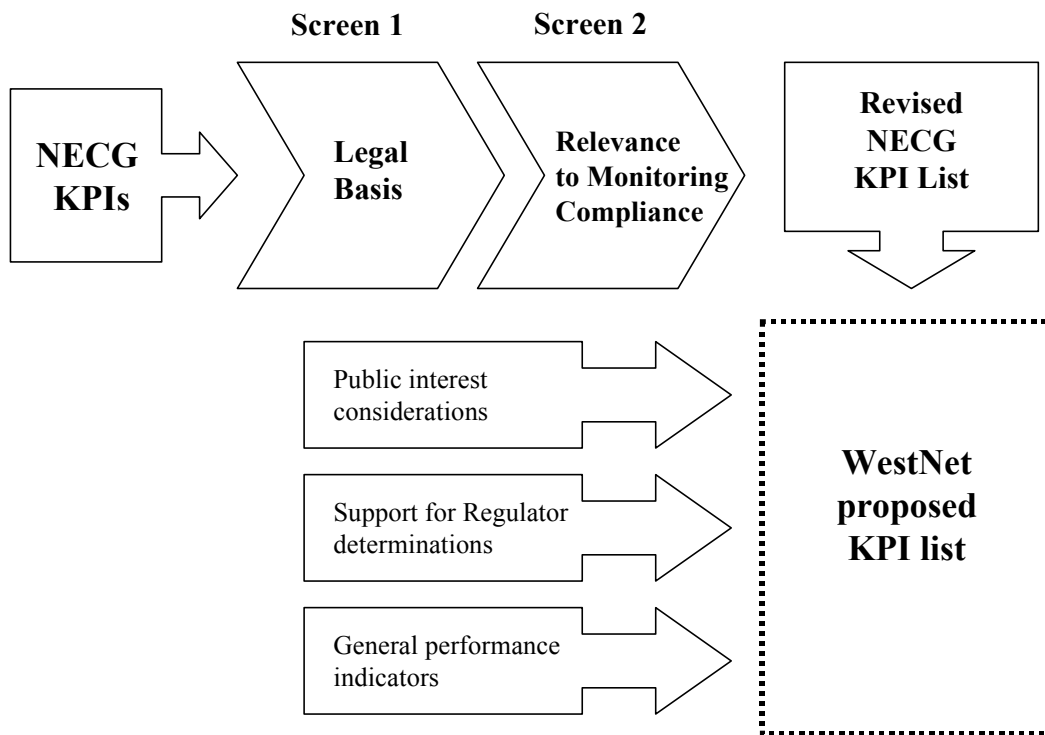 Screen 1
Screen 2
NECG
KPIs
Legal
Basis
Relevance
to Monitoring
Compliance
Revised
NECG
KPI List
Public interest
considerations
Support for Regulator
determinations
General performance
indicators
WestNet
proposed
KPI list